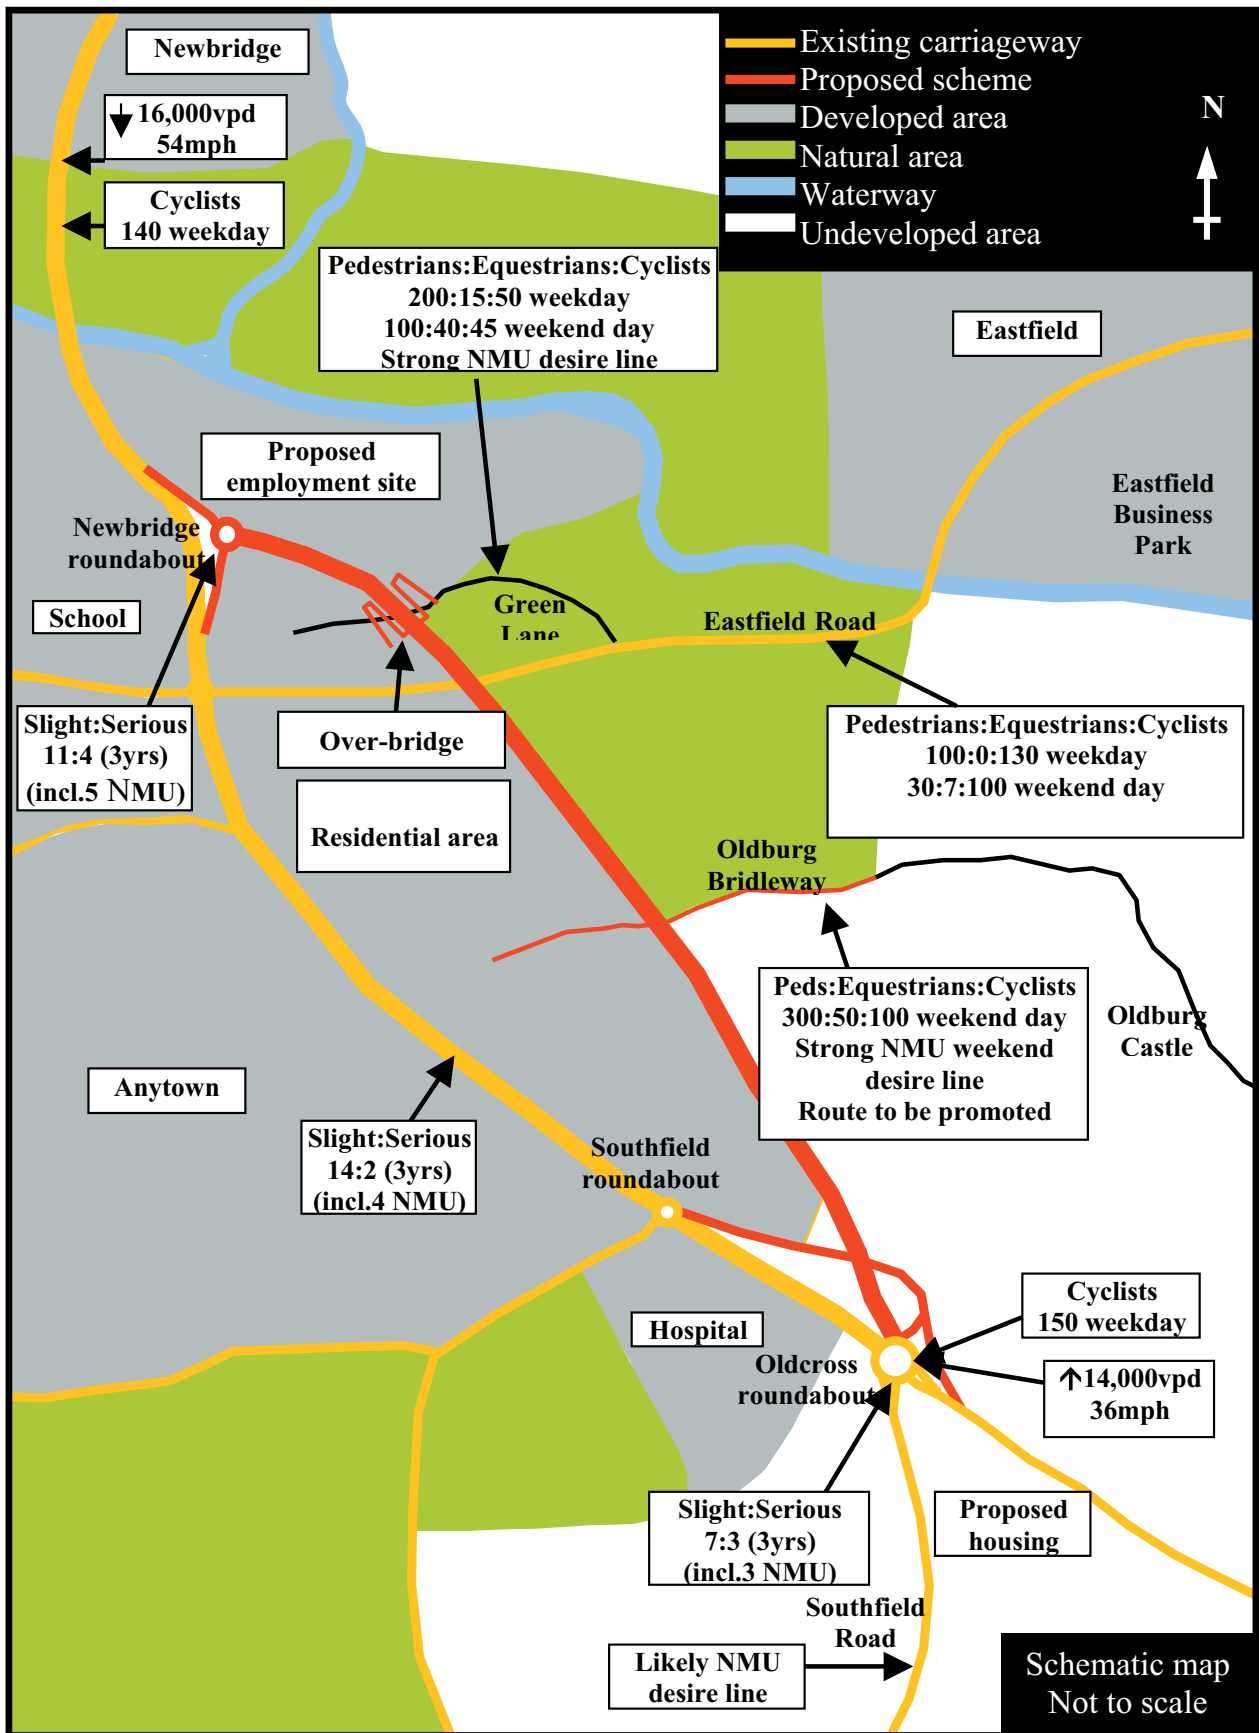 Newbridge
16,000vpd
54mph
Cyclists
140 weekday
Existing carriageway
Proposed scheme
Developed area
Natural area
Waterway
Undeveloped area
N
Pedestrians:Equestrians:Cyclists
200:15:50 weekday
100:40:45 weekend day
Strong NMU desire line
Eastfield
Proposed
employment site
Eastfield
Business
Park
Newbridge
roundabout
School
Green
Lane
Eastfield Road
Slight:Serious
11:4 (3yrs)
(incl.5 NMU)
Over-bridge
Pedestrians:Equestrians:Cyclists
100:0:130 weekday
30:7:100 weekend day
Residential area
Oldburg
Bridleway
Peds:Equestrians:Cyclists
300:50:100 weekend day
Strong NMU weekend
desire line
Route to be promoted
Oldburg
Castle
Anytown
Slight:Serious
14:2 (3yrs)
(incl.4 NMU)
Southfield
roundabout
Hospital
Cyclists
150 weekday
Oldcross
roundabout
14,000vpd
36mph
Slight:Serious
7:3 (3yrs)
(incl.3 NMU)
Proposed
housing
Southfield
Road
Likely NMU
desire line
Schematic map
Not to scale